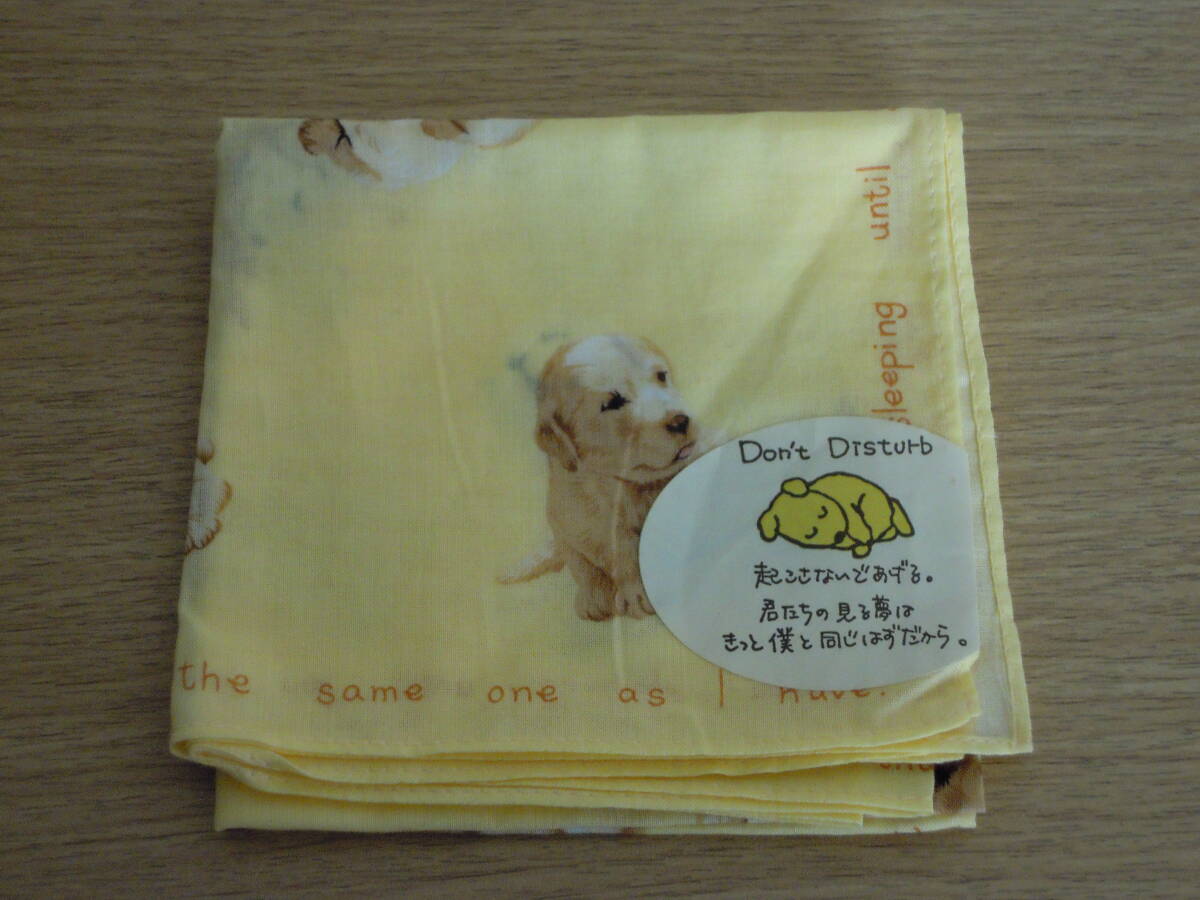 sleeping until
Don't Disturb
起こさないであげる。
君たちの見る夢は
きっと僕と同じはずだから。
the same one as I have.